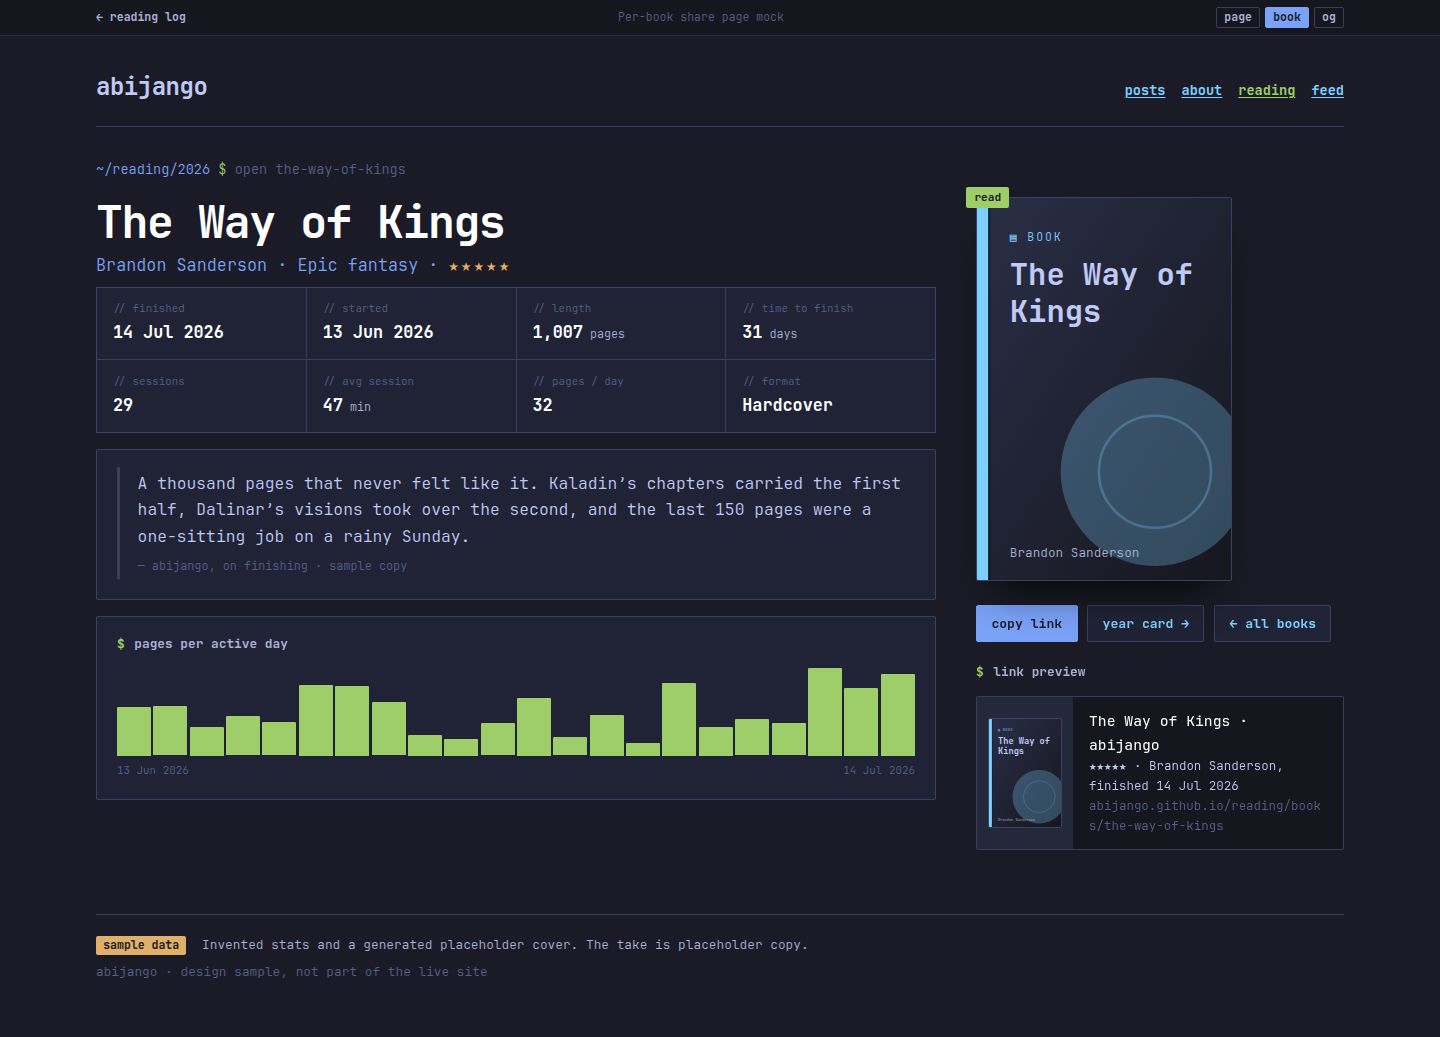 ← reading log
Per-book share page mock
page
book
og
abijango
posts about reading feed
~/reading/2026 $ open the-way-of-kings
The Way of Kings
Brandon Sanderson · Epic fantasy · ★★★★★
// finished
14 Jul 2026
// started
13 Jun 2026
// length
1,007 pages
// time to finish
31 days
// sessions
29
// avg session
47 min
// pages / day
32
// format
Hardcover
A thousand pages that never felt like it. Kaladin’s chapters carried the first
half, Dalinar’s visions took over the second, and the last 150 pages were a
one-sitting job on a rainy Sunday.
— abijango, on finishing · sample copy
$ pages per active day
13 Jun 2026
14 Jul 2026
read
BOOK
The Way of
Kings
Brandon Sanderson
copy link
year card →
← all books
$ link preview
BOOK
The Way of
Kings
Brandon Sanderson
The Way of Kings ·
abijango
★★★★★ · Brandon Sanderson,
finished 14 Jul 2026
abijango.github.io/reading/book
s/the-way-of-kings
sample data
Invented stats and a generated placeholder cover. The take is placeholder copy.
abijango · design sample, not part of the live site